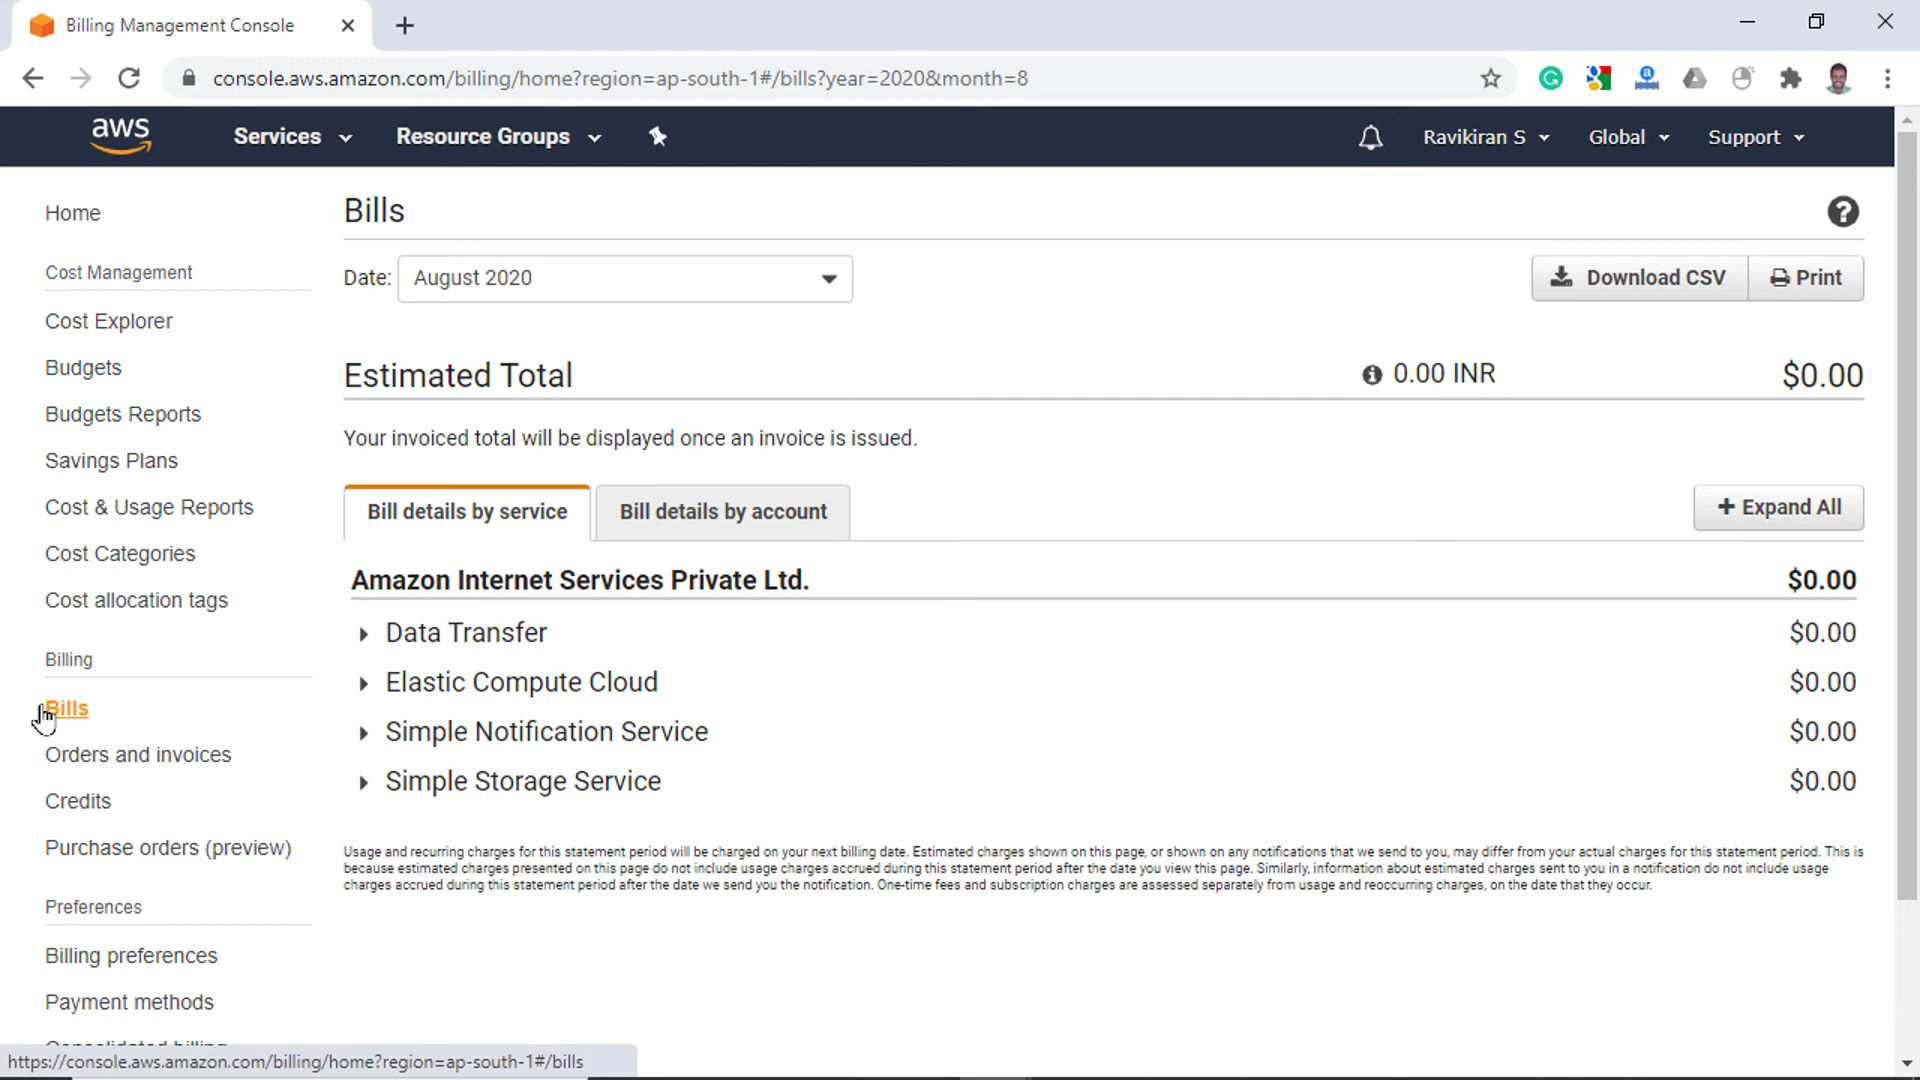 Billing Management Console
console.aws.amazon.com/billing/home?region=ap-south-1#/bills?year=2020&month=8
aws
Services
Resource Groups
Ravikiran S
Global
Support
Home
Cost Management
Cost Explorer
Budgets
Budgets Reports
Savings Plans
Cost & Usage Reports
Cost Categories
Cost allocation tags
Billing
Bills
Orders and invoices
Credits
Purchase orders (preview)
Preferences
Billing preferences
Payment methods
Consolidated billing
https://console.aws.amazon.com/billing/home?region=ap-south-1#/bills
Bills
Date: August 2020
Download CSV
Print
Estimated Total 0.00 INR $0.00
Your invoiced total will be displayed once an invoice is issued.
Bill details by service
Bill details by account
+ Expand All
Amazon Internet Services Private Ltd. $0.00
Data Transfer $0.00
Elastic Compute Cloud $0.00
Simple Notification Service $0.00
Simple Storage Service $0.00
Usage and recurring charges for this statement period will be charged on your next billing date. Estimated charges shown on this page, or shown on any notifications that we send to you, may differ from your actual charges for this statement period. This is
because estimated charges presented on this page do not include usage charges accrued during this statement period after the date you view this page. Similarly, information about estimated charges sent to you in a notification do not include usage
charges accrued during this statement period after the date we send you the notification. One-time fees and subscription charges are assessed separately from usage and reoccurring charges, on the date that they occur.